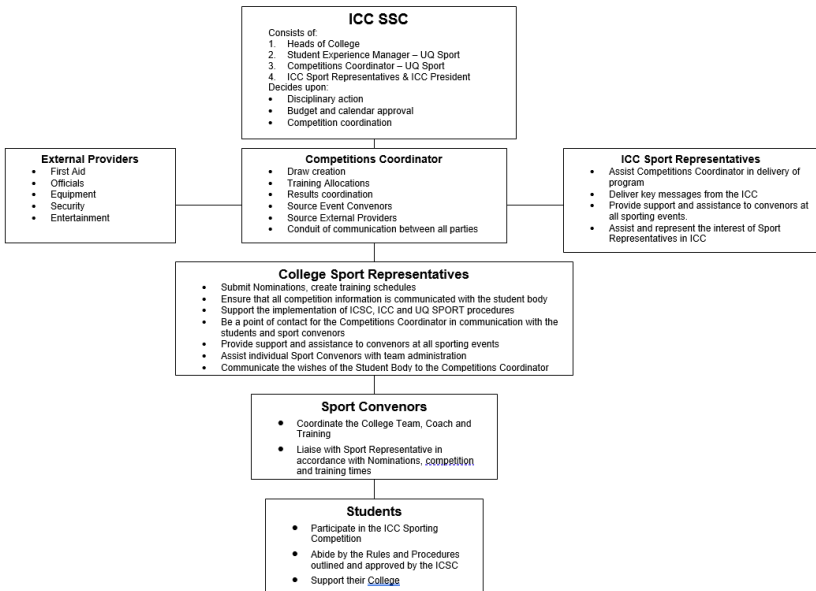 ICC SSC
Consists of:
1. Heads of College
2. Student Experience Manager – UQ Sport
3. Competitions Coordinator – UQ Sport
4. ICC Sport Representatives & ICC President
Decides upon:
• Disciplinary action
• Budget and calendar approval
• Competition coordination
External Providers
• First Aid
• Officials
• Equipment
• Security
• Entertainment
Competitions Coordinator
• Draw creation
• Training Allocations
• Results coordination
• Source Event Convenors
• Source External Providers
• Conduit of communication between all parties
ICC Sport Representatives
• Assist Competitions Coordinator in delivery of
program
• Deliver key messages from the ICC
• Provide support and assistance to convenors at
all sporting events.
• Assist and represent the interest of Sport
Representatives in ICC
College Sport Representatives
• Submit Nominations, create training schedules
• Ensure that all competition information is communicated with the student body
• Support the implementation of ICSC, ICC and UQ SPORT procedures
• Be a point of contact for the Competitions Coordinator in communication with the
students and sport convenors
• Provide support and assistance to convenors at all sporting events
• Assist individual Sport Convenors with team administration
• Communicate the wishes of the Student Body to the Competitions Coordinator
Sport Convenors
• Coordinate the College Team, Coach and
Training
• Liaise with Sport Representative in
accordance with Nominations, competition
and training times
Students
• Participate in the ICC Sporting
Competition
• Abide by the Rules and Procedures
outlined and approved by the ICSC
• Support their College